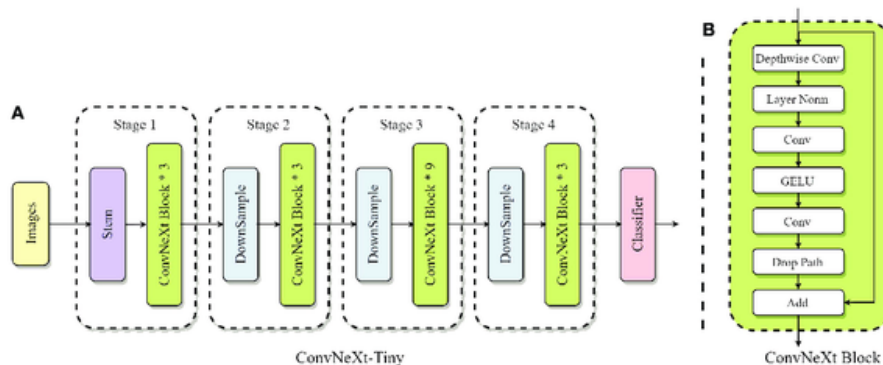 A
Images
Stage 1
Stem
ConvNeXt Block * 3
Stage 2
DownSample
ConvNeXt Block * 3
Stage 3
DownSample
ConvNeXt Block * 9
Stage 4
DownSample
ConvNeXt Block * 3
Classifier
ConvNeXt-Tiny
B
Depthwise Conv
Layer Norm
Conv
GELU
Conv
Drop Path
Add
ConvNeXt Block